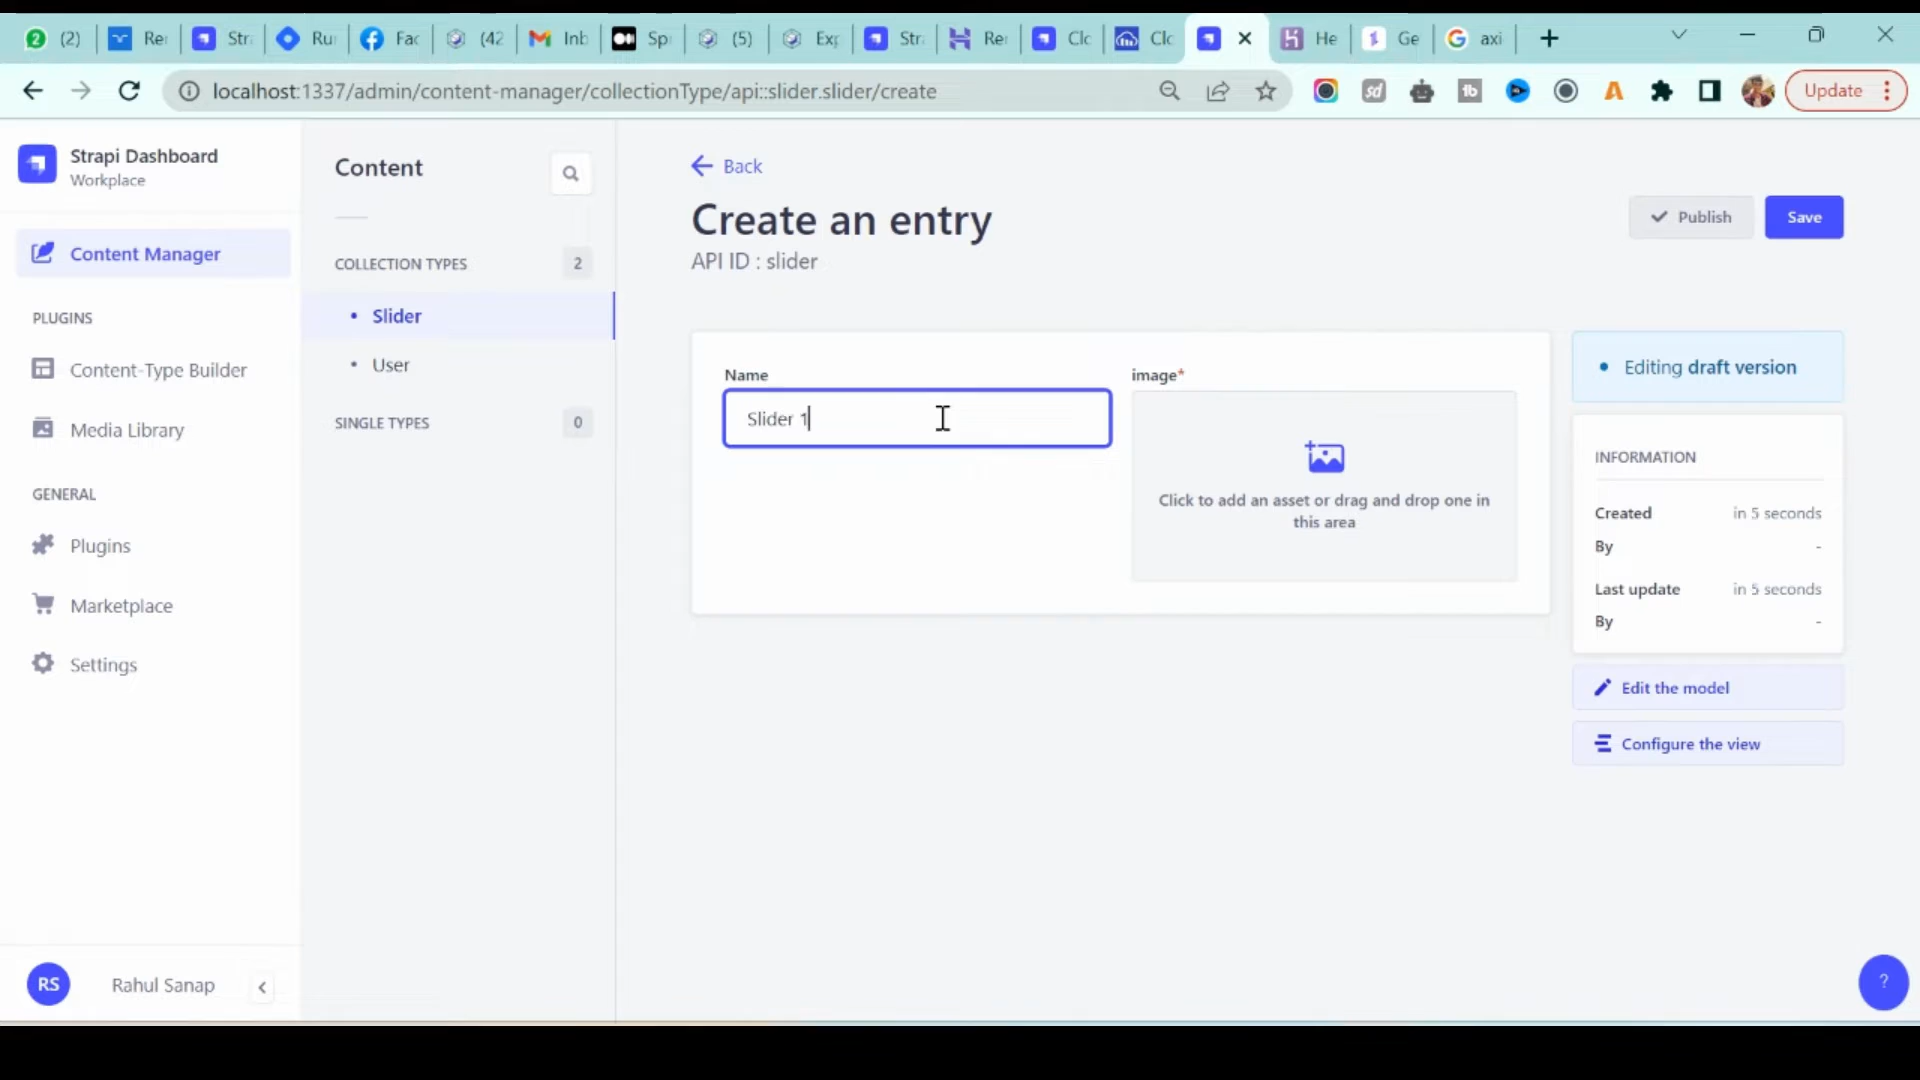 (2)
Re
Str
Ru
Fac
(42
Inb
Sp
(5)
Exp
Str
Re
Clo
Clo
He
Ge
axi
localhost:1337/admin/content-manager/collectionType/api::slider.slider/create
Update
Strapi Dashboard
Workplace
Content Manager
PLUGINS
Content-Type Builder
Media Library
GENERAL
Plugins
Marketplace
Settings
RS
Rahul Sanap
Content
COLLECTION TYPES
2
Slider
User
SINGLE TYPES
0
Back
Create an entry
API ID : slider
Publish
Save
Name
Slider 1
image*
Click to add an asset or drag and drop one in
this area
Editing draft version
INFORMATION
Created in 5 seconds
By -
Last update in 5 seconds
By -
Edit the model
Configure the view
?